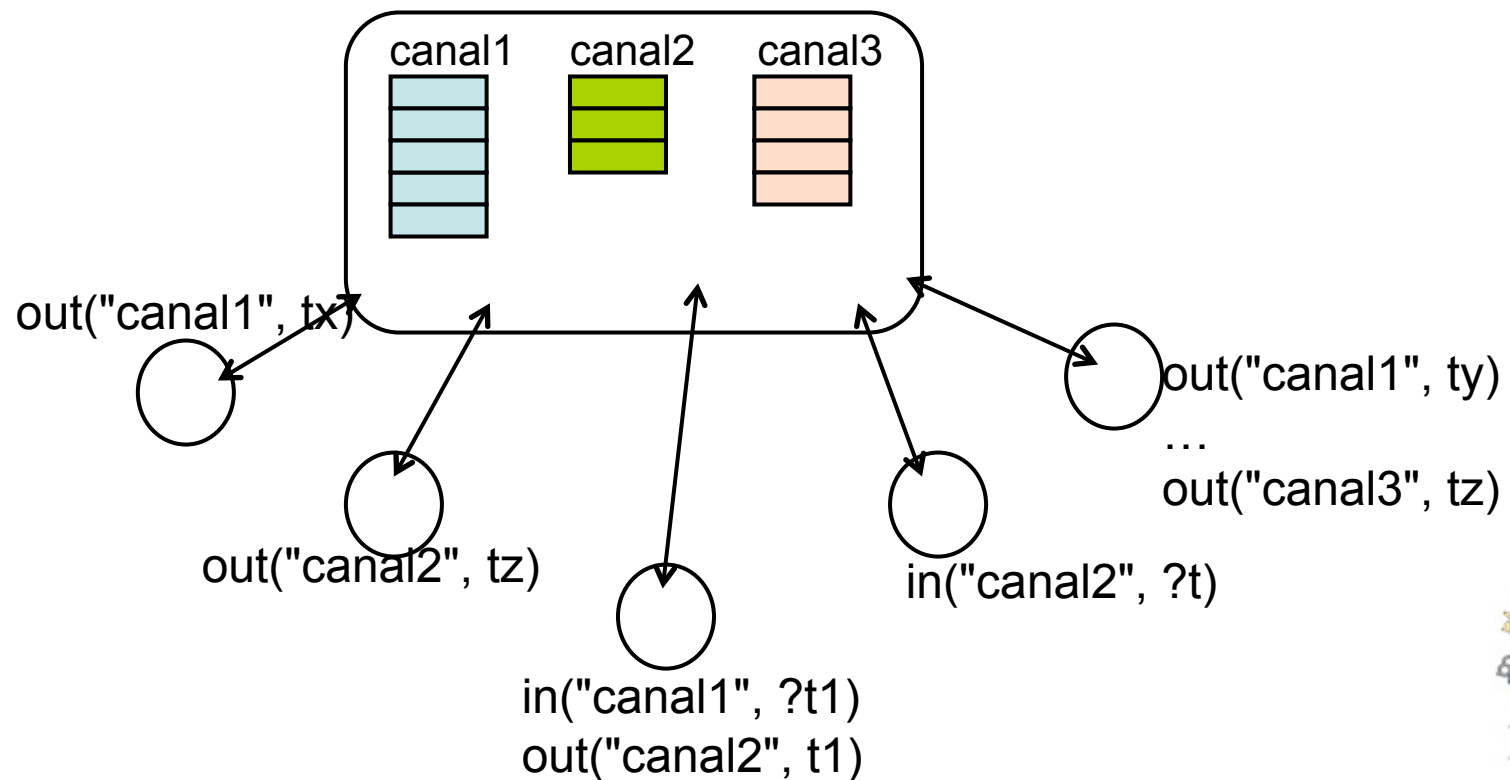 canal1
canal2
canal3
out("canal1", tx)
out("canal2", tz)
in("canal1", ?t1)
out("canal2", t1)
in("canal2", ?t)
out("canal1", ty)
…
out("canal3", tz)